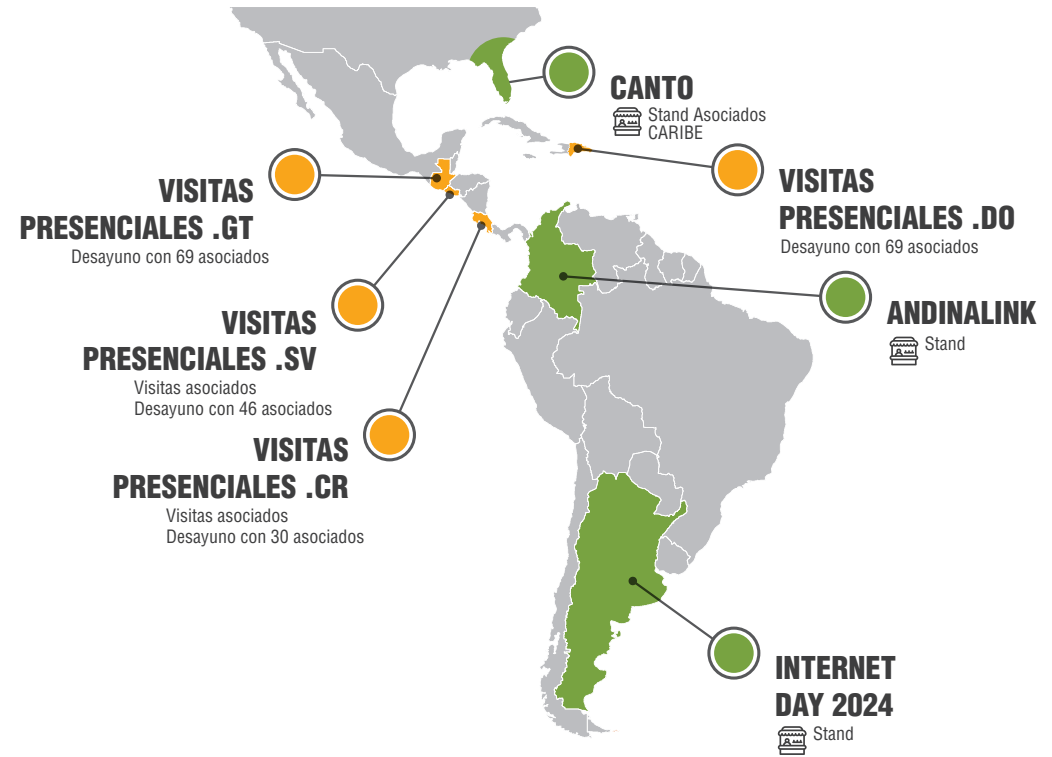 CANTO
Stand Asociados
CARIBE
VISITAS
PRESENCIALES .GT
Desayuno con 69 asociados
VISITAS
PRESENCIALES .DO
Desayuno con 69 asociados
VISITAS
PRESENCIALES .SV
Visitas asociados
Desayuno con 46 asociados
ANDINALINK
Stand
VISITAS
PRESENCIALES .CR
Visitas asociados
Desayuno con 30 asociados
INTERNET
DAY 2024
Stand